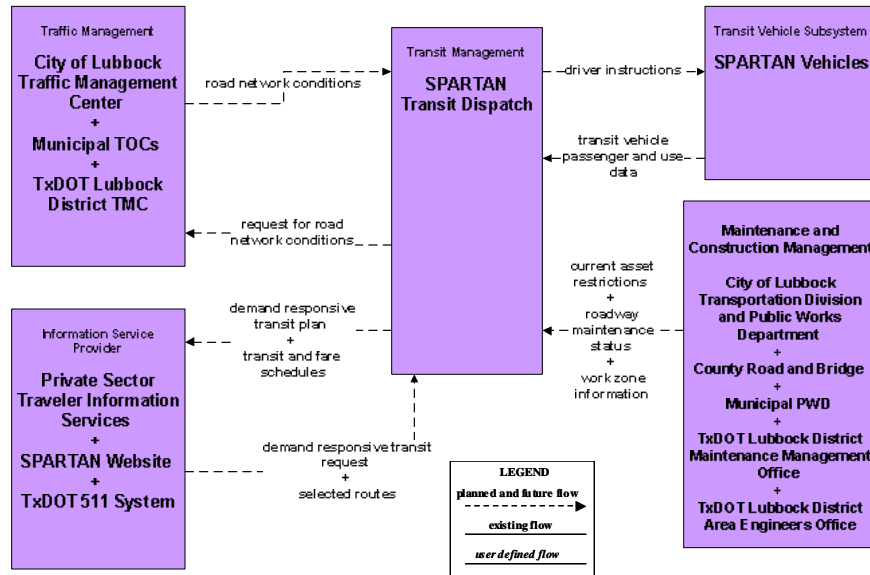 Traffic Management
City of Lubbock
Traffic Management
Center
+
Municipal TOCs
+
TxDOT Lubbock
District TMC
road network conditions
request for road
network conditions
Transit Management
SPARTAN
Transit Dispatch
driver instructions
transit vehicle
passenger and use
data
Transit Vehicle Subsystem
SPARTAN Vehicles
Maintenance and
Construction Management
City of Lubbock
Transportation Division
and Public Works
Department
+
County Road and Bridge
+
Municipal PWD
+
TxDOT Lubbock District
Maintenance Management
Office
+
TxDOT Lubbock District
Area Engineers Office
current asset
restrictions
+
roadway
maintenance
status
+
work zone
information
Information Service
Provider
Private Sector
Traveler Information
Services
+
SPARTAN Website
+
TxDOT 511 System
demand responsive
transit plan
+
transit and fare
schedules
demand responsive transit
request
+
selected routes
LEGEND
planned and future flow
existing flow
user defined flow